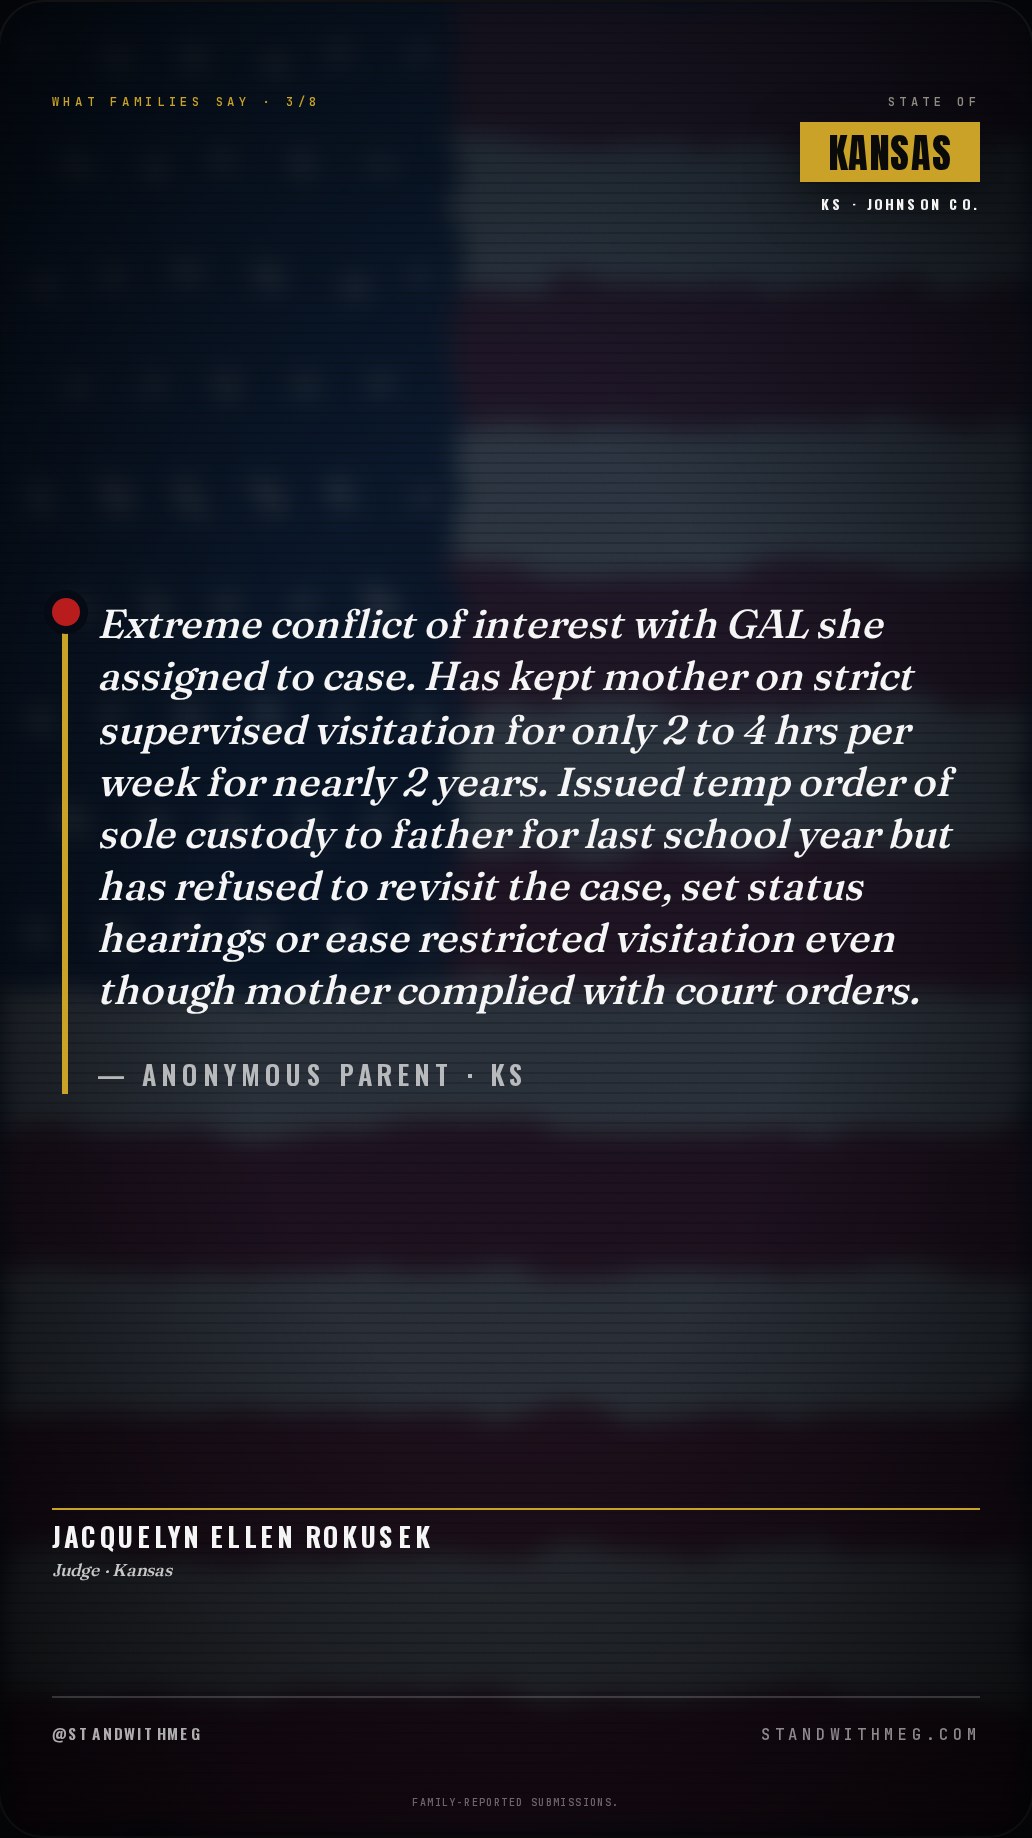 WHAT FAMILIES SAY · 3/8
STATE OF
KANSAS
KS · JOHNSON CO.
Extreme conflict of interest with GAL she
assigned to case. Has kept mother on strict
supervised visitation for only 2 to 4 hrs per
week for nearly 2 years. Issued temp order of
sole custody to father for last school year but
has refused to revisit the case, set status
hearings or ease restricted visitation even
though mother complied with court orders.
— ANONYMOUS PARENT · KS
JACQUELYN ELLEN ROKUSEK
Judge · Kansas
@STANDWITHMEG
STANDWITHMEG.COM
FAMILY-REPORTED SUBMISSIONS.